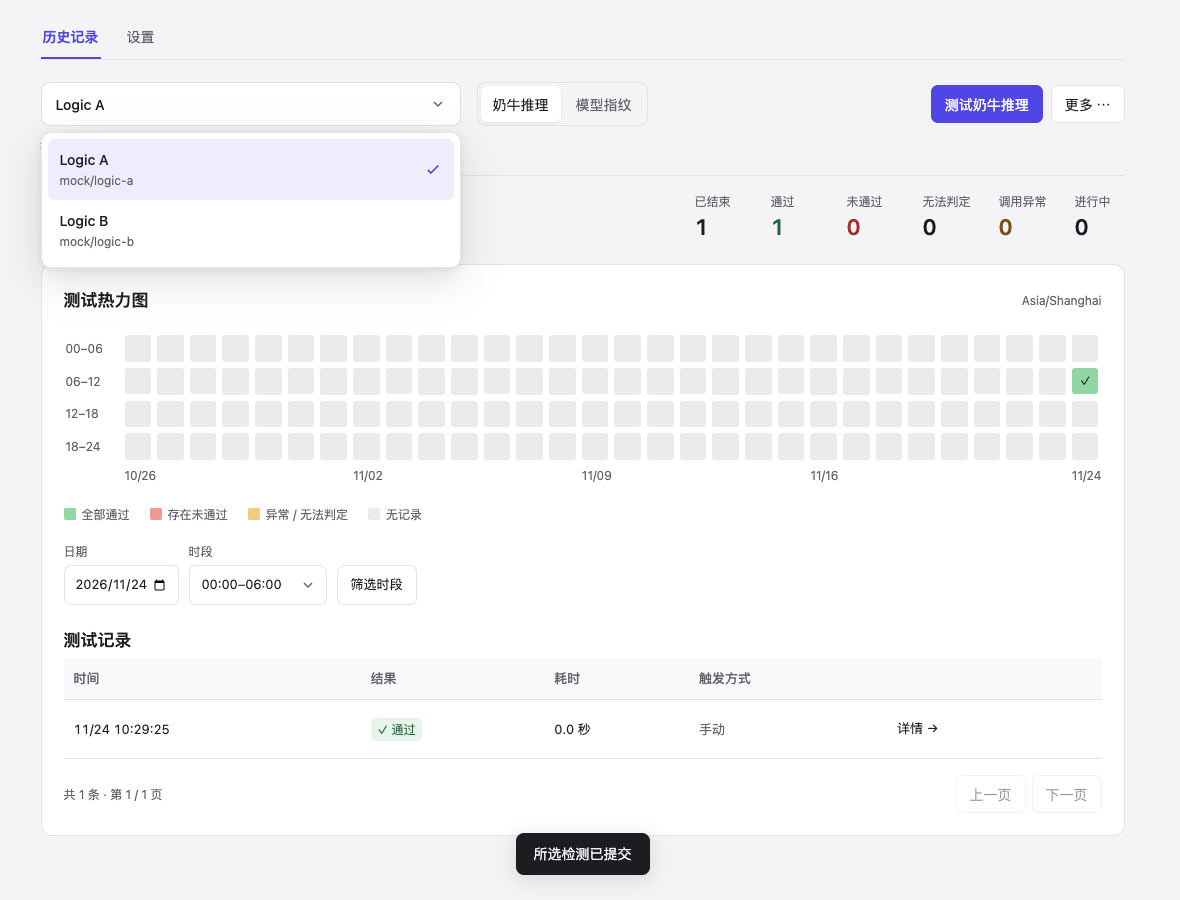 历史记录 设置
Logic A 奶牛推理 模型指纹 测试奶牛推理 更多 ···
Logic A
mock/logic-a
Logic B
mock/logic-b
已结束 通过 未通过 无法判定 调用异常 进行中
1 1 0 0 0 0
测试热力图 Asia/Shanghai
00–06
06–12
12–18
18–24
10/26 11/02 11/09 11/16 11/24
全部通过 存在未通过 异常 / 无法判定 无记录
日期 时段
2026/11/24 00:00–06:00 筛选时段
测试记录
时间 结果 耗时 触发方式
11/24 10:29:25 ✓ 通过 0.0 秒 手动 详情 →
共 1 条 · 第 1 / 1 页 上一页 下一页
所选检测已提交